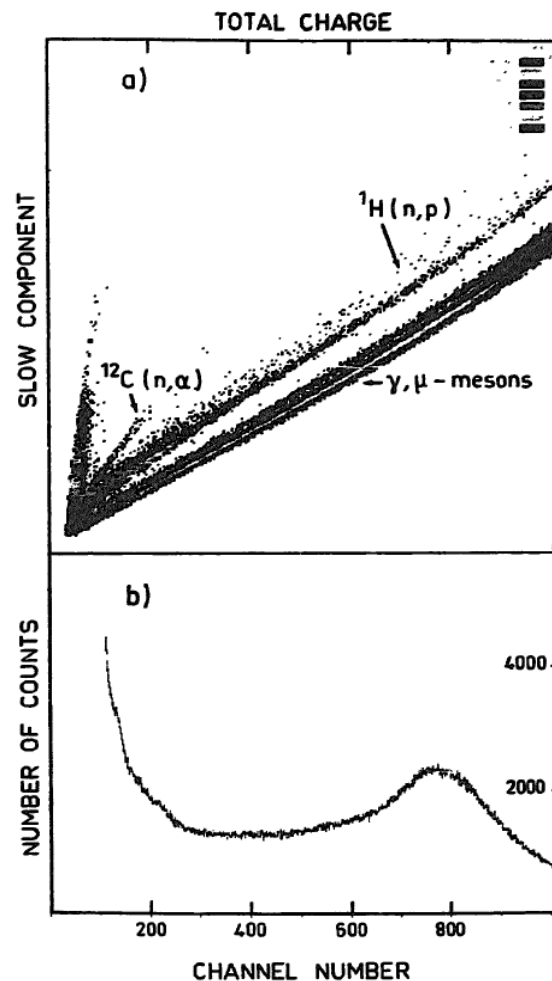 TOTAL CHARGE
a)
SLOW COMPONENT
¹H(n,p)
¹²C(n,α)
γ,μ-mesons
b)
NUMBER OF COUNTS
4000
2000
200 400 600 800
CHANNEL NUMBER